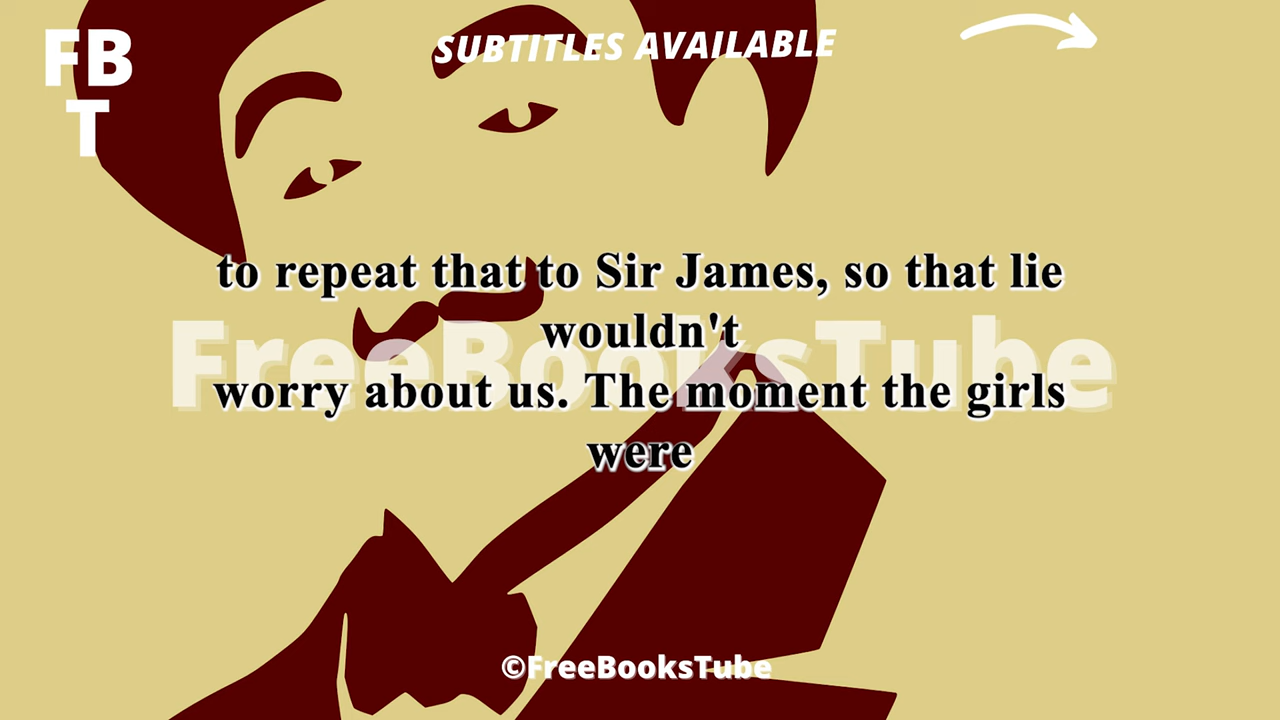 FB
T
SUBTITLES AVAILABLE
to repeat that to Sir James, so that lie
wouldn't
FreeBooksTube
worry about us. The moment the girls
were
©FreeBooksTube